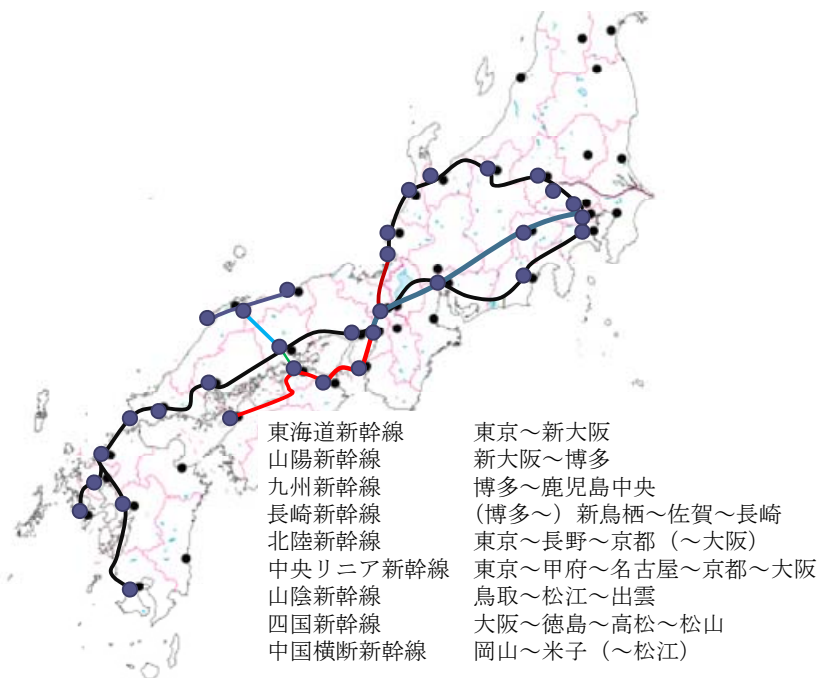 東海道新幹線 東京～新大阪
山陽新幹線 新大阪～博多
九州新幹線 博多～鹿児島中央
長崎新幹線 (博多～) 新鳥栖～佐賀～長崎
北陸新幹線 東京～長野～京都（～大阪）
中央リニア新幹線 東京～甲府～名古屋～京都～大阪
山陰新幹線 鳥取～松江～出雲
四国新幹線 大阪～徳島～高松～松山
中国横断新幹線 岡山～米子（～松江）